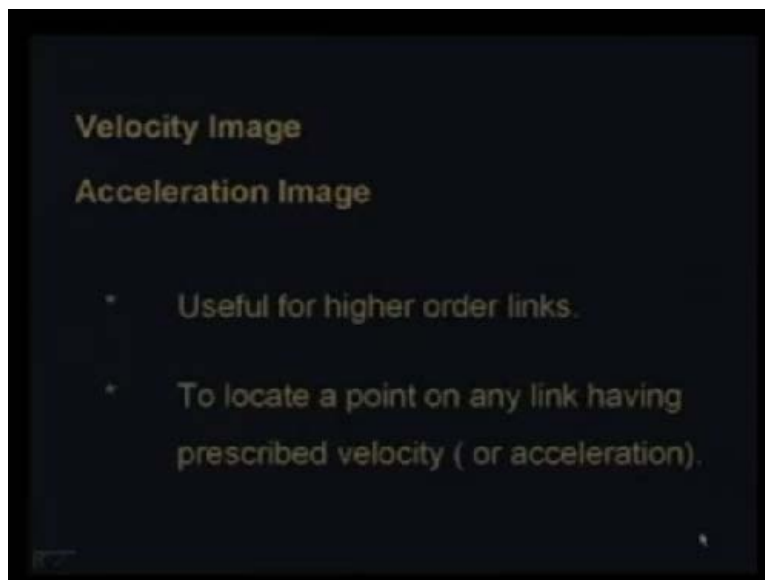 Velocity Image
Acceleration Image
* Useful for higher order links.
* To locate a point on any link having
prescribed velocity ( or acceleration).